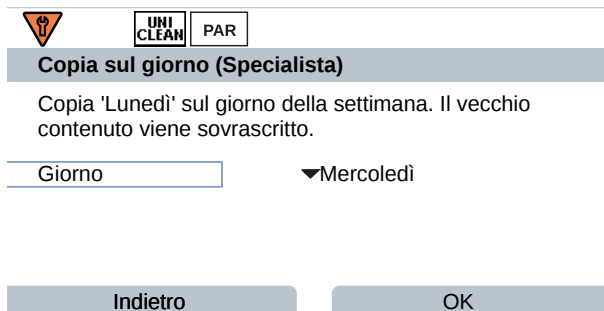 UNI
CLEAN
PAR
Copia sul giorno (Specialista)
Copia 'Lunedì' sul giorno della settimana. Il vecchio
contenuto viene sovrascritto.
Giorno
Mercoledì
Indietro
OK